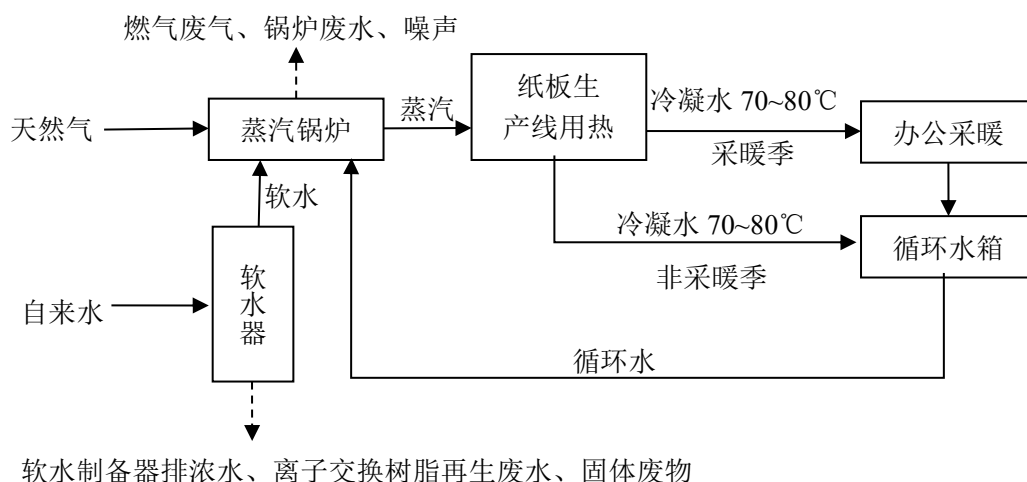 燃气废气、锅炉废水、噪声
天然气
蒸汽锅炉
蒸汽
纸板生
产线用热
冷凝水 70~80℃
采暖季
办公采暖
软水
冷凝水 70~80℃
非采暖季
循环水箱
自来水
软
水
器
循环水
软水制备器排浓水、离子交换树脂再生废水、固体废物